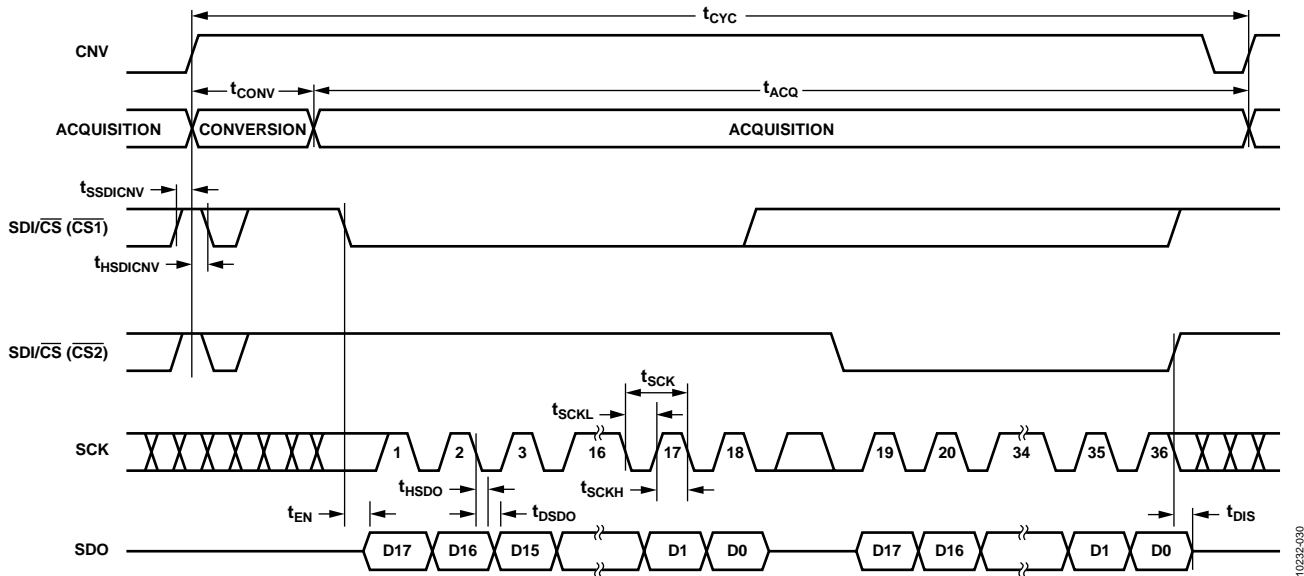 tCYC
CNV
tCONV
tACQ
ACQUISITION CONVERSION ACQUISITION
tSSDICNV
SDI/CS (CS1)
tHSDICNV
SDI/CS (CS2)
tSCK
tSCKL
SCK 1 2 3 16 17 18 19 20 34 35 36
tHSDO tSCKH
tEN tDSDO tDIS
SDO D17 D16 D15 D1 D0 D17 D16 D1 D0
10232-030